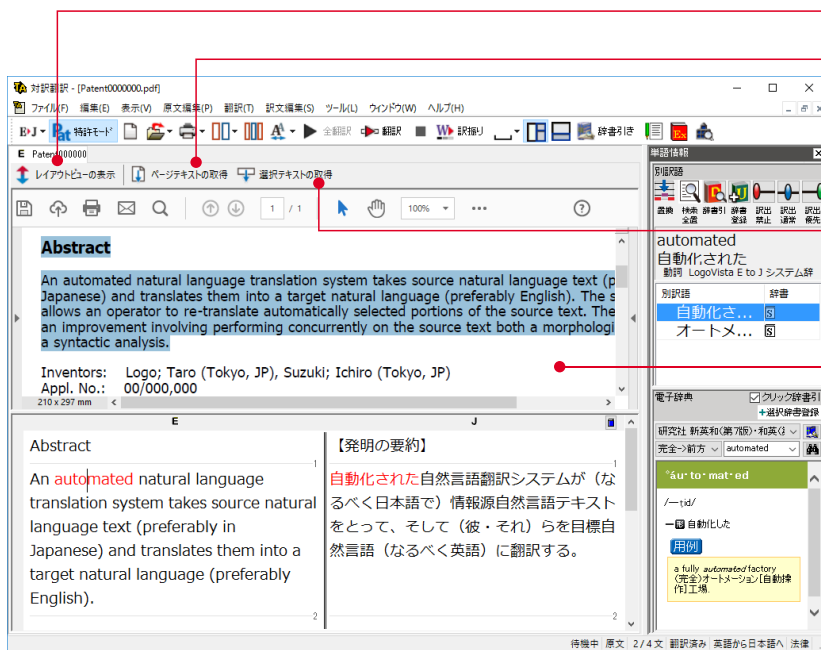 対訳翻訳 - [Patent0000000.pdf]
ファイル(F) 編集(E) 表示(V) 原文編集(P) 翻訳(T) 訳文編集(S) ツール(L) ウィンドウ(W) ヘルプ(H)
E›J Pat 特許モード 全翻訳 翻訳 訳振り 辞書引き Ex
E Patent000000
レイアウトビューの表示 ページテキストの取得 選択テキストの取得
1 / 1 100%
Abstract
An automated natural language translation system takes source natural language text (p
Japanese) and translates them into a target natural language (preferably English). The s
allows an operator to re-translate automatically selected portions of the source text. The
an improvement involving performing concurrently on the source text both a morphologi
a syntactic analysis.
Inventors: Logo; Taro (Tokyo, JP), Suzuki; Ichiro (Tokyo, JP)
Appl. No.: 00/000,000
210 x 297 mm
E J
Abstract
1
An automated natural language
translation system takes source natural
language text (preferably in
Japanese) and translates them into a
target natural language (preferably
English).
2
【発明の要約】
1
自動化された自然言語翻訳システムが（な
るべく日本語で）情報源自然言語テキスト
をとって、そして（彼・それ）らを目標自
然言語（なるべく英語）に翻訳する。
2
単語情報
別訳語
置換 検索全置 辞書引 辞書登録 訳出禁止 訳出通常 訳出優先
automated
自動化された
動詞 LogoVista E to J システム辞
別訳語 辞書
自動化さ... S
オートメ... S
電子辞典 クリック辞書引
+選択辞書登録
研究社 新英和(第7版)・和英(
完全->前方 automated
°áu·to·mat·ed
/—ṭɪd/
自動化した
用例
a fully automated factory
(完全)オートメーション[自動操
作]工場.
待機中 原文 2/4 文 翻訳済み 英語から日本語へ 法律